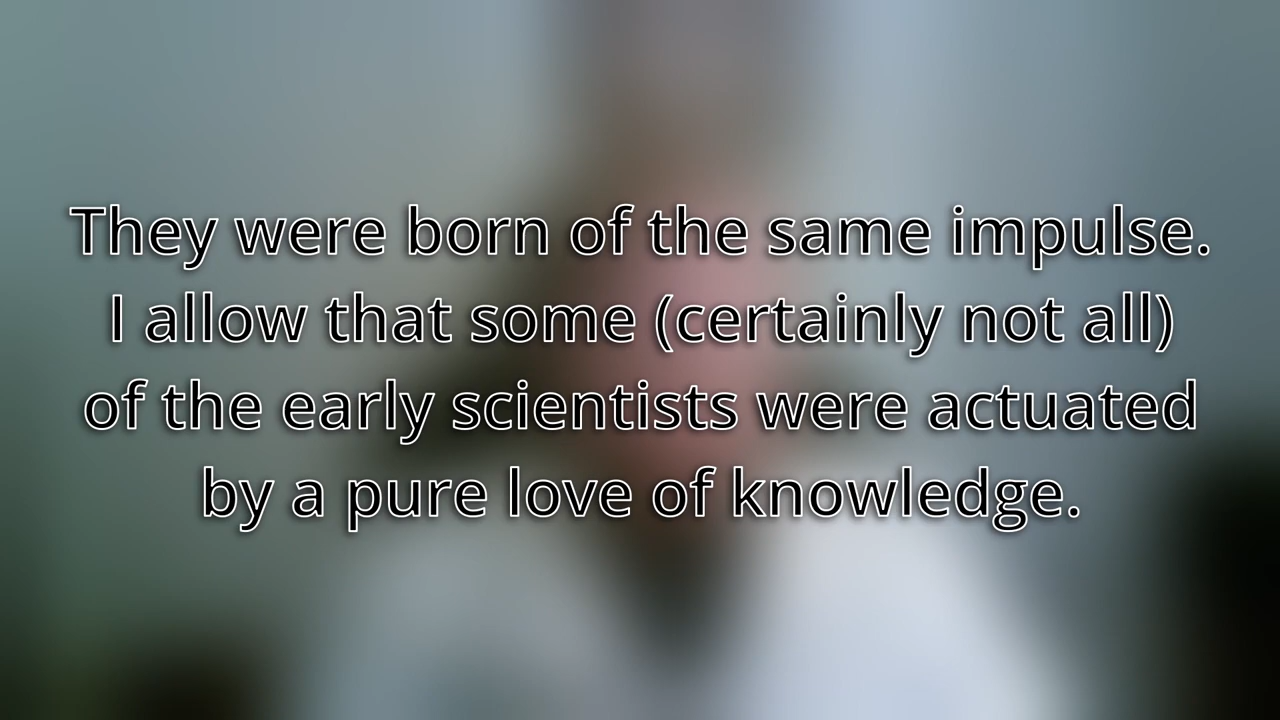 They were born of the same impulse.
I allow that some (certainly not all)
of the early scientists were actuated
by a pure love of knowledge.